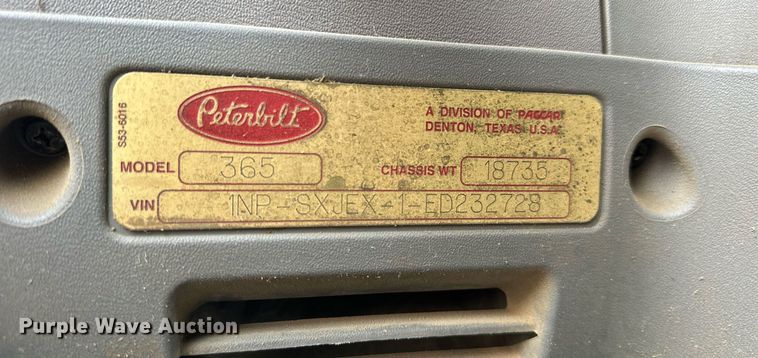 S53-6016
Peterbilt
A DIVISION OF PACCAR
DENTON, TEXAS U.S.A.
MODEL 365 CHASSIS WT 18735
VIN 1NP-SXJEX-1-ED232728
Purple Wave Auction